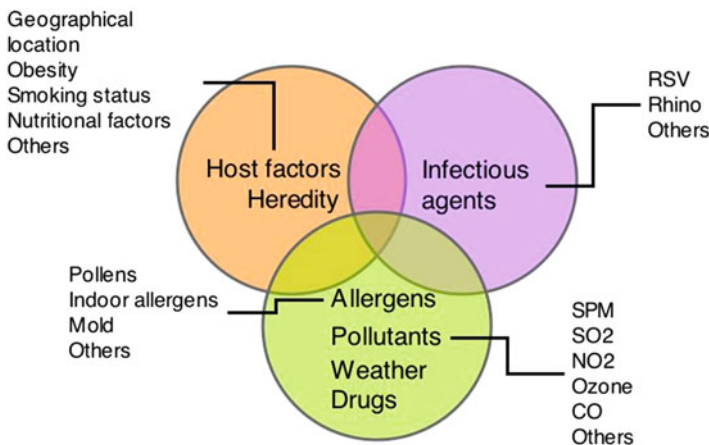 Geographical
location
Obesity
Smoking status
Nutritional factors
Others
RSV
Rhino
Others
Host factors
Heredity
Infectious
agents
Pollens
Indoor allergens
Mold
Others
Allergens
Pollutants
Weather
Drugs
SPM
SO2
NO2
Ozone
CO
Others